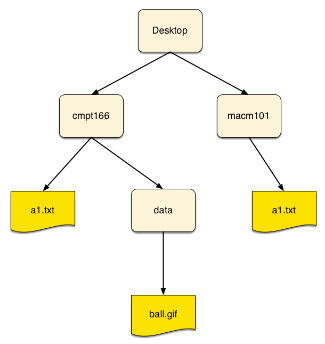 Desktop
cmpt166
macm101
a1.txt
data
a1.txt
ball.gif